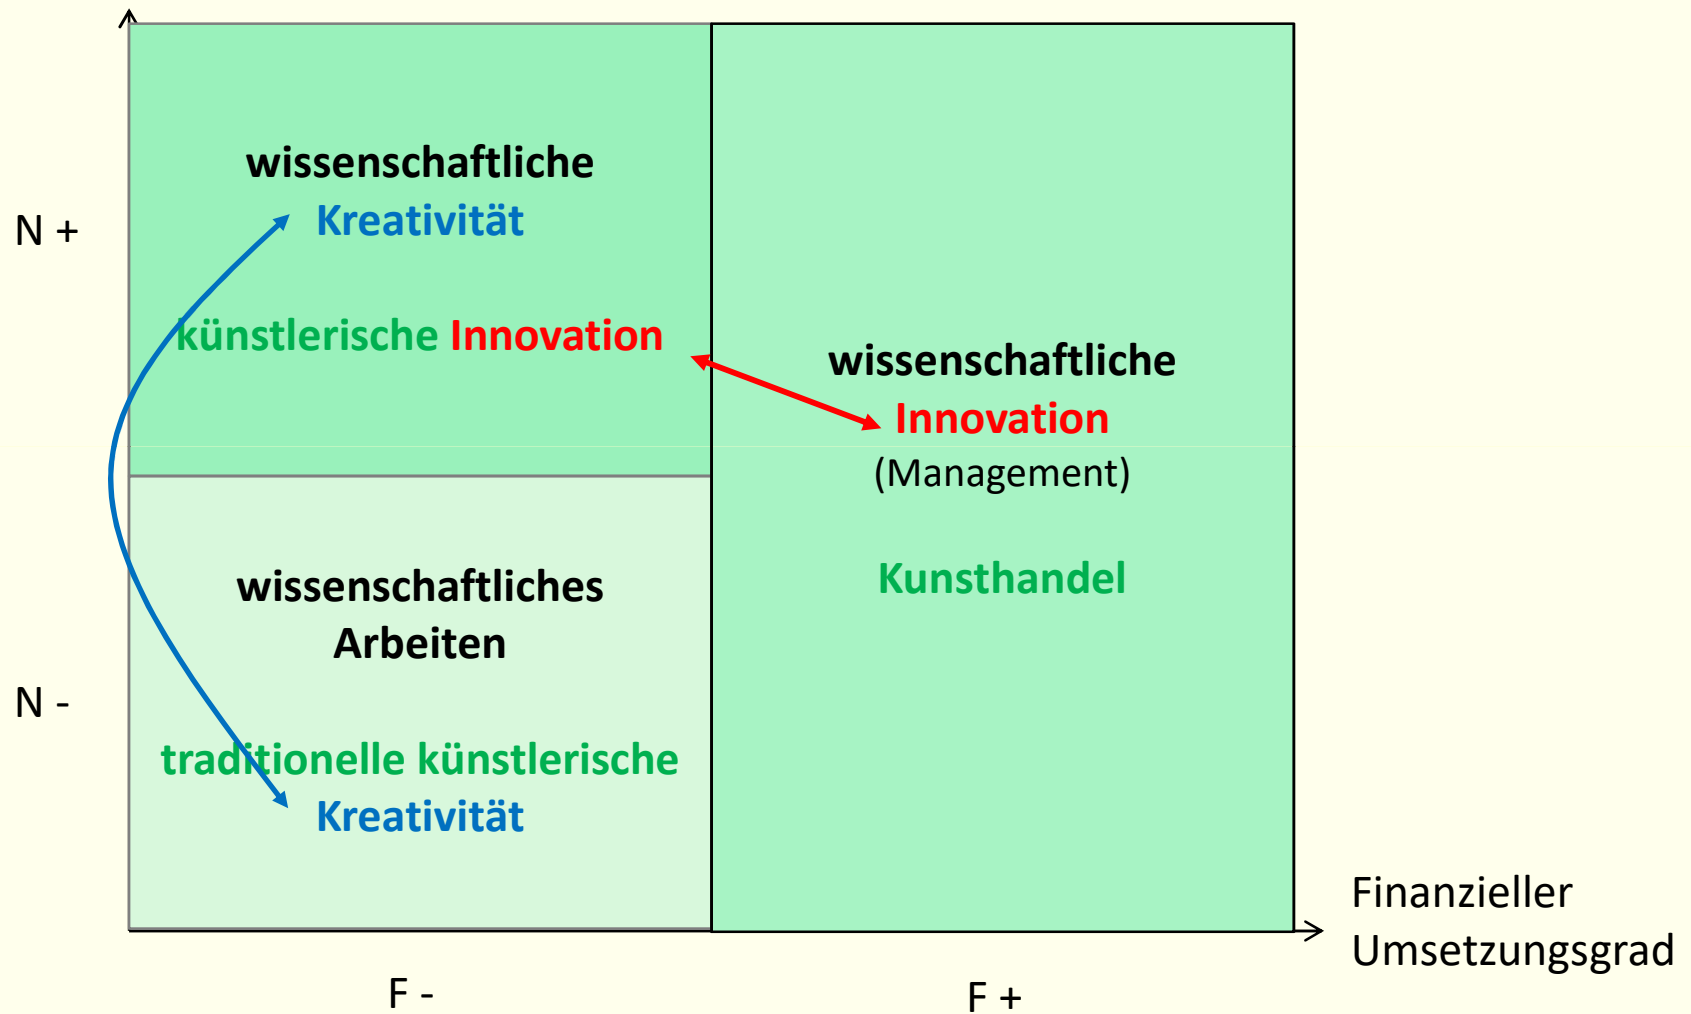 N +
wissenschaftliche
Kreativität
künstlerische Innovation
N -
wissenschaftliches
Arbeiten
traditionelle künstlerische
Kreativität
wissenschaftliche
Innovation
(Management)
Kunsthandel
Finanzieller
Umsetzungsgrad
F -
F +